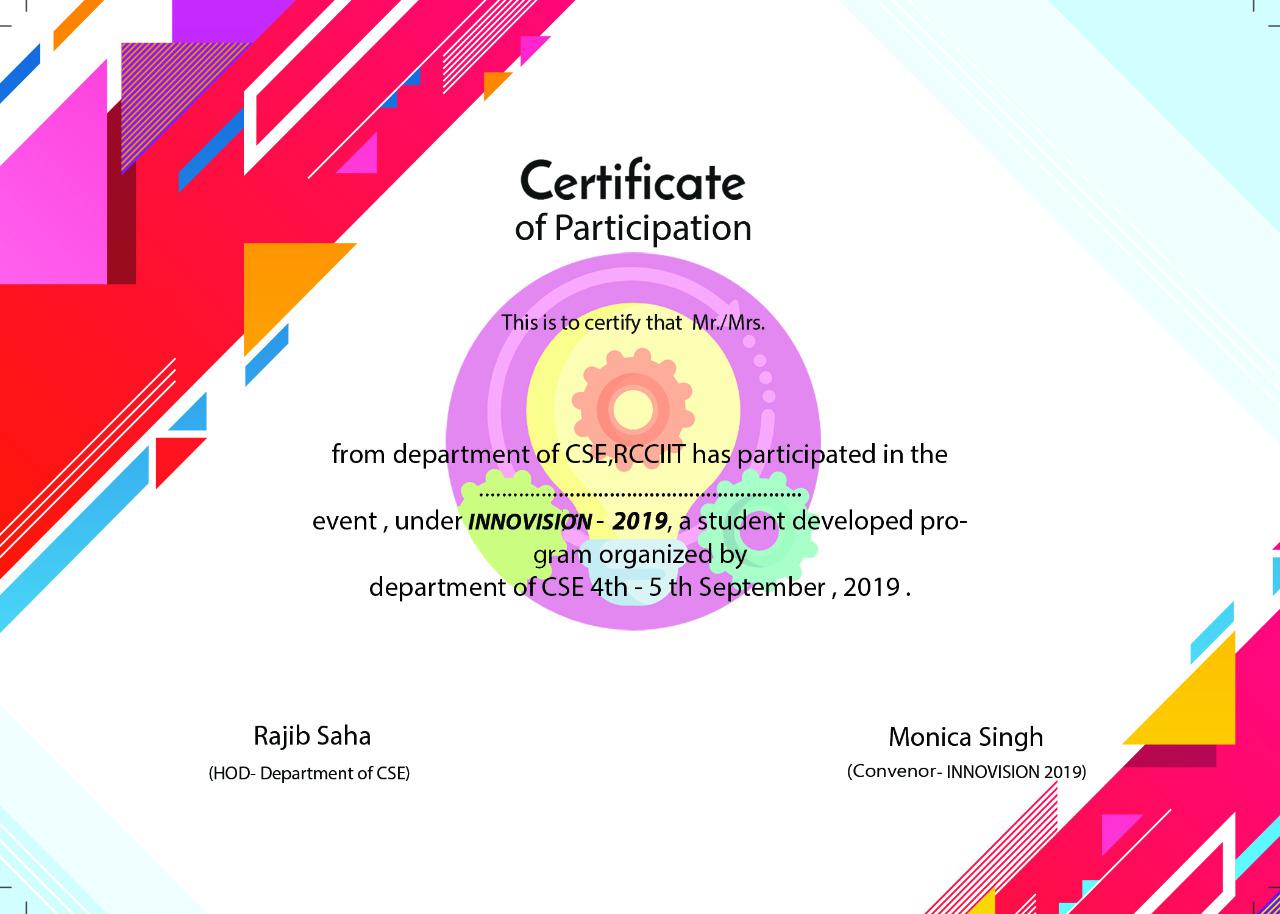 Certificate
of Participation
This is to certify that  Mr./Mrs.
from department of CSE,RCCIIT has participated in the
..........................................................
event , under INNOVISION - 2019, a student developed pro-
gram organized by
department of CSE 4th - 5 th September , 2019 .
Rajib Saha
(HOD- Department of CSE)
Monica Singh
(Convenor- INNOVISION 2019)